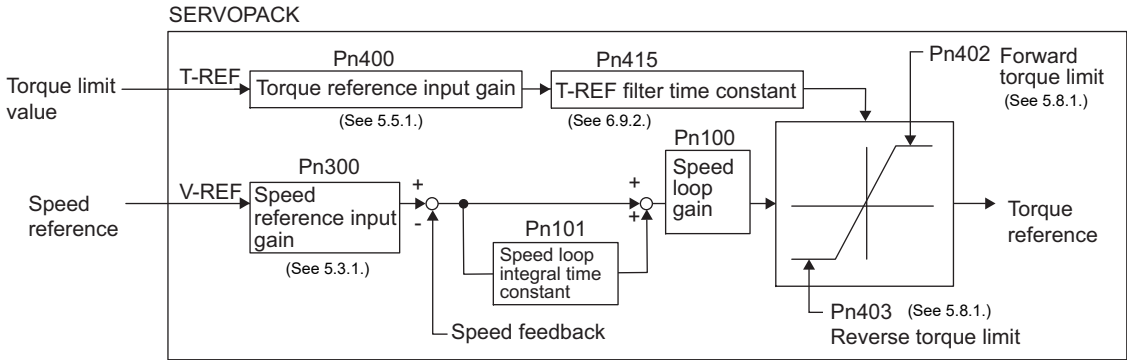 SERVOPACK
Torque limit
value
T-REF
Pn400
Torque reference input gain
(See 5.5.1.)
Pn415
T-REF filter time constant
(See 6.9.2.)
Pn402
Forward
torque limit
(See 5.8.1.)
Speed
reference
V-REF
Pn300
Speed
reference input
gain
(See 5.3.1.)
+
-
Speed feedback
Pn101
Speed loop
integral time
constant
+
+
Pn100
Speed
loop
gain
Pn403
(See 5.8.1.)
Reverse torque limit
Torque
reference